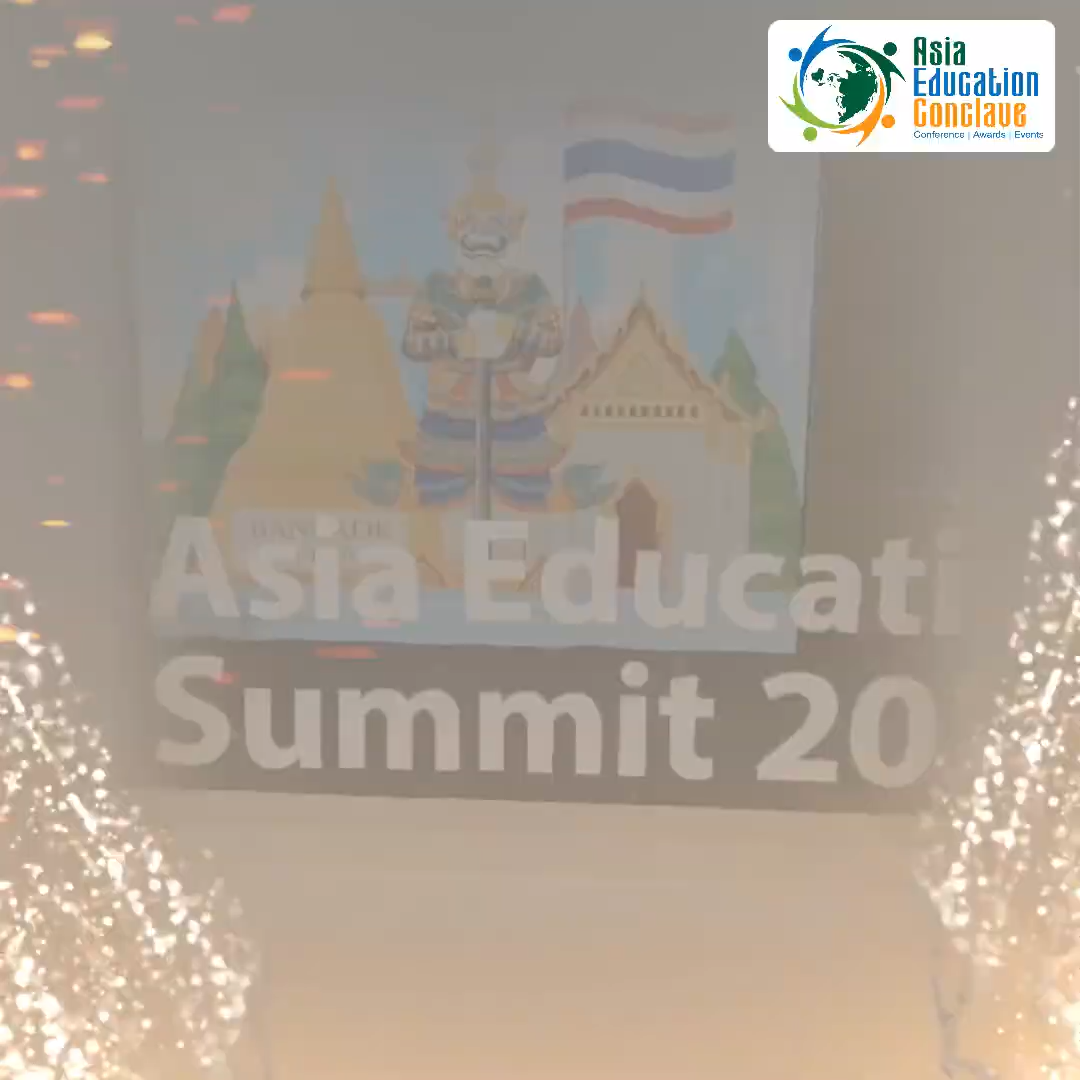 Asia
Education
Conclave
Conference | Awards | Events
Asia Educati
Summit 20